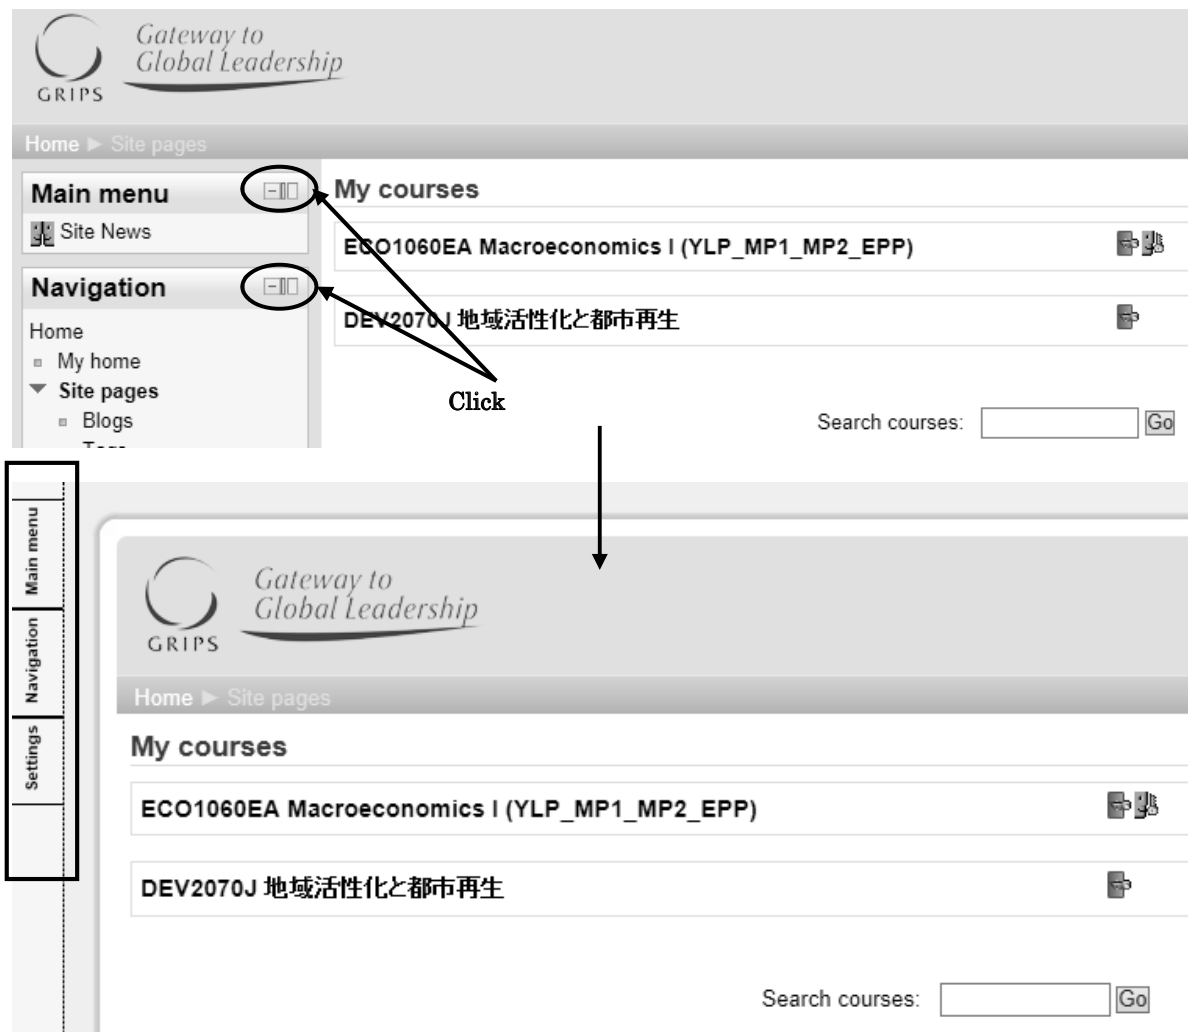 Gateway to
Global Leadership
GRIPS
Home ► Site pages
Main menu
My courses
Site News
ECO1060EA Macroeconomics I (YLP_MP1_MP2_EPP)
Navigation
DEV2070J 地域活性化と都市再生
Home
My home
Site pages
Click
Blogs
Search courses:
Go
Tags
Main menu
Navigation
Settings
Gateway to
Global Leadership
GRIPS
Home ► Site pages
My courses
ECO1060EA Macroeconomics I (YLP_MP1_MP2_EPP)
DEV2070J 地域活性化と都市再生
Search courses:
Go